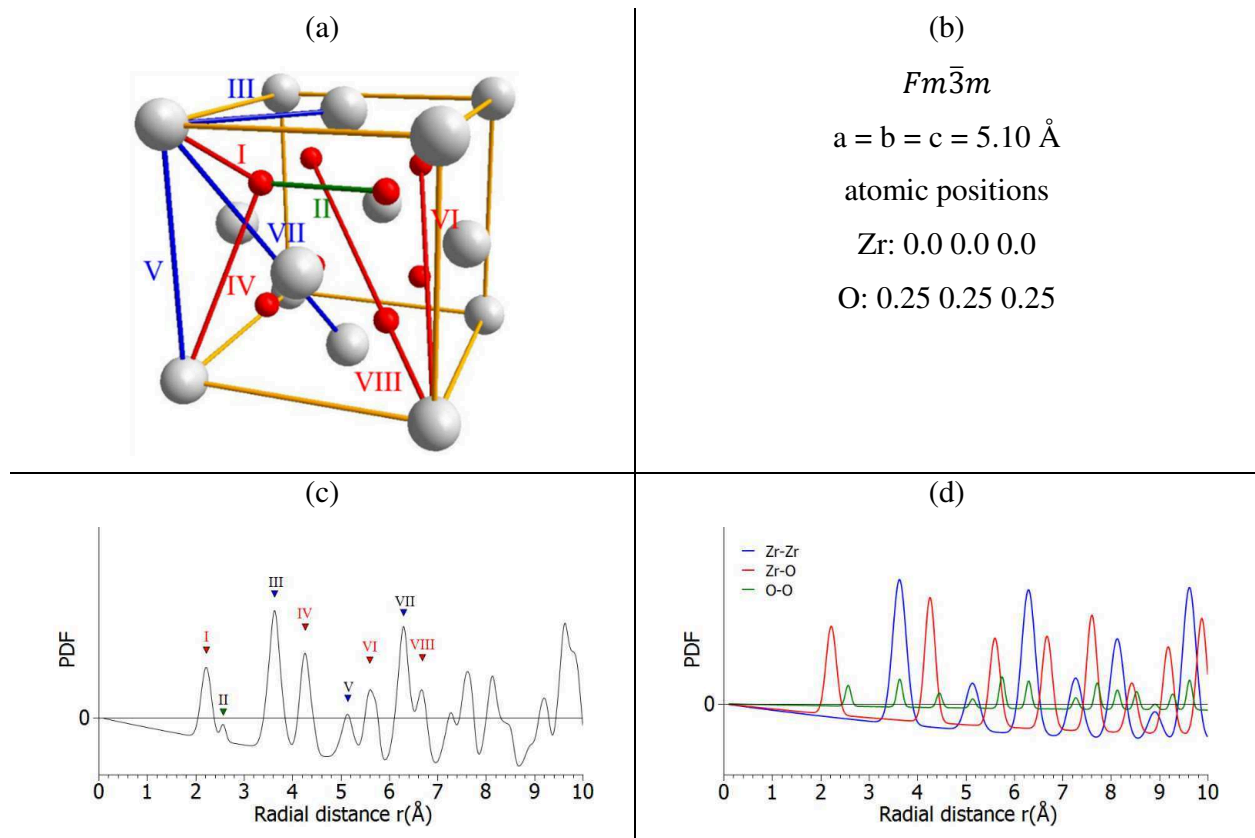 (a)
III
I
II
VII
VI
V
IV
VIII
(b)
Fm3̅m
a = b = c = 5.10 Å
atomic positions
Zr: 0.0 0.0 0.0
O: 0.25 0.25 0.25
(c)
PDF
0
I
II
III
IV
V
VI
VII
VIII
0 1 2 3 4 5 6 7 8 9 10
Radial distance r(Å)
(d)
Zr-Zr
Zr-O
O-O
PDF
0
0 1 2 3 4 5 6 7 8 9 10
Radial distance r(Å)